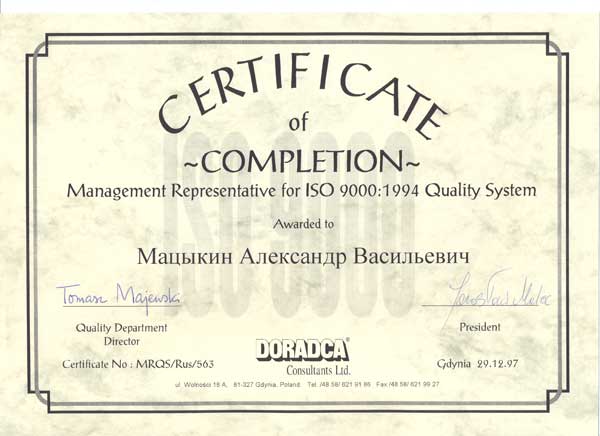 CERTIFICATE
of
~COMPLETION~
Management Representative for ISO 9000:1994 Quality System
Awarded to
Мацыкин Александр Васильевич
Tomasz Majewski
Quality Department
Director
President
Certificate No : MRQS/Rus/563
DORADCA®
Consultants Ltd.
Gdynia 29.12.97
ul. Wolności 18 A, 81-327 Gdynia, Poland Tel. /48 58/ 621 91 86 Fax /48 58/ 621 99 27
ISO 9000